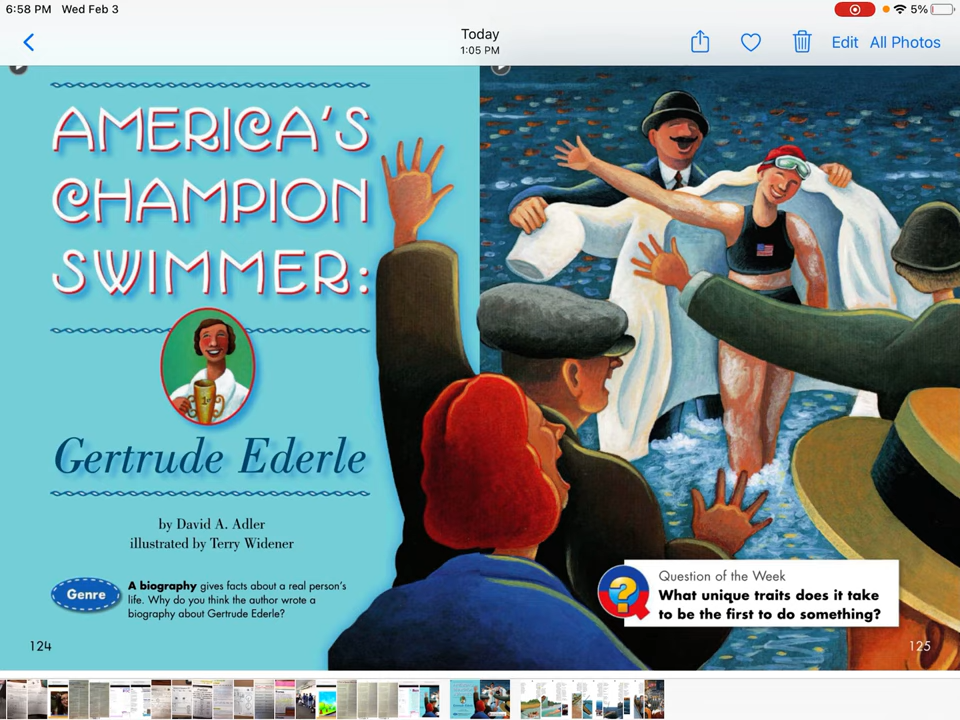 6:58 PM Wed Feb 3
5%
Today
1:05 PM
Edit All Photos
AMERICA'S
CHAMPION
SWIMMER:
1st
Gertrude Ederle
by David A. Adler
illustrated by Terry Widener
Genre
A biography gives facts about a real person's
life. Why do you think the author wrote a
biography about Gertrude Ederle?
124
?
Question of the Week
What unique traits does it take
to be the first to do something?
125